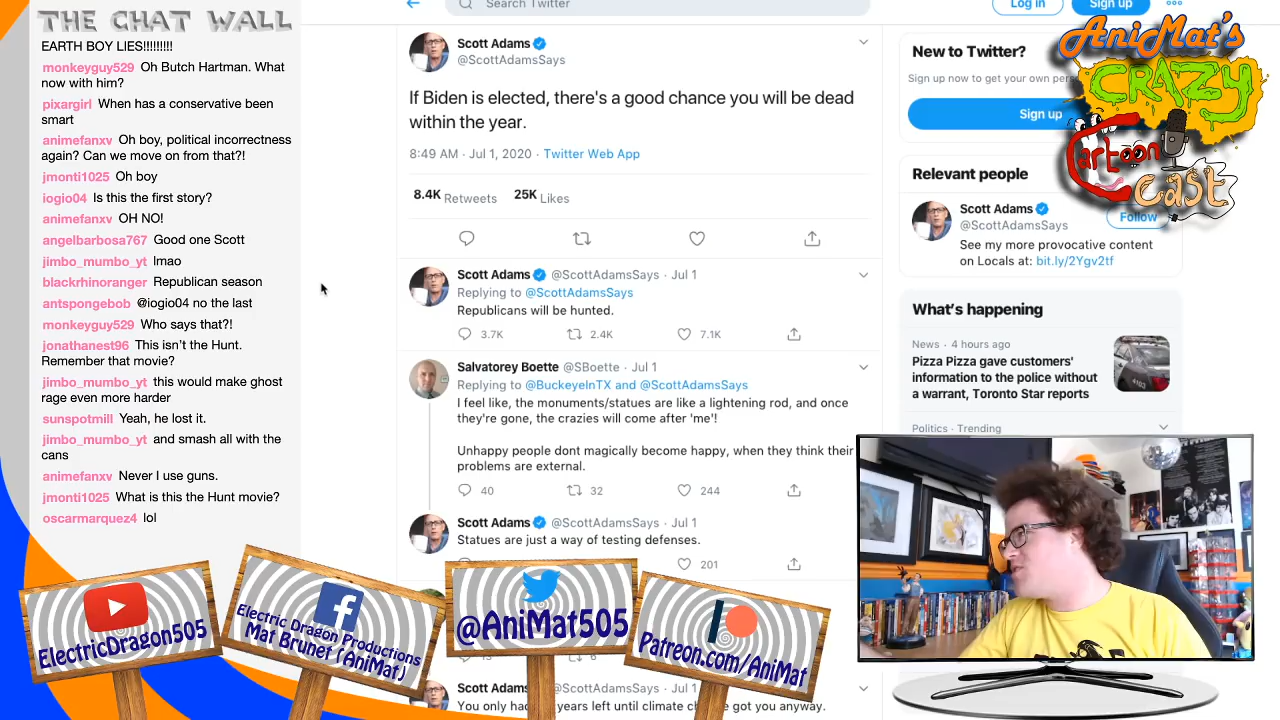 THE CHAT WALL
EARTH BOY LIES!!!!!!!!!
monkeyguy529 Oh Butch Hartman. What
now with him?
pixargirl When has a conservative been
smart
animefanxv Oh boy, political incorrectness
again? Can we move on from that?!
jmonti1025 Oh boy
iogio04 Is this the first story?
animefanxv OH NO!
angelbarbosa767 Good one Scott
jimbo_mumbo_yt lmao
blackrhinoranger Republican season
antspongebob @iogio04 no the last
monkeyguy529 Who says that?!
jonathanest96 This isn't the Hunt.
Remember that movie?
jimbo_mumbo_yt this would make ghost
rage even more harder
sunspotmill Yeah, he lost it.
jimbo_mumbo_yt and smash all with the
cans
animefanxv Never I use guns.
jmonti1025 What is this the Hunt movie?
oscarmarquez4 lol
Search Twitter
Log in
Sign up
Scott Adams
@ScottAdamsSays
If Biden is elected, there's a good chance you will be dead
within the year.
8:49 AM · Jul 1, 2020 · Twitter Web App
8.4K Retweets 25K Likes
Scott Adams @ScottAdamsSays · Jul 1
Replying to @ScottAdamsSays
Republicans will be hunted.
3.7K 2.4K 7.1K
Salvatorey Boette @SBoette · Jul 1
Replying to @BuckeyeInTX and @ScottAdamsSays
I feel like, the monuments/statues are like a lightening rod, and once
they're gone, the crazies will come after 'me'!
Unhappy people dont magically become happy, when they think their
problems are external.
40 32 244
Scott Adams @ScottAdamsSays · Jul 1
Statues are just a way of testing defenses.
201
@ScottAdamsSays · Jul 1
years left until climate
got you anyway.
New to Twitter?
Sign up now to get your own
Sign up
Relevant people
Scott Adams
@ScottAdamsSays
Follow
See my more provocative content
on Locals at: bit.ly/2Ygv2tf
What's happening
News · 4 hours ago
Pizza Pizza gave customers'
information to the police without
a warrant, Toronto Star reports
Politics · Trending
AniMat's
CRAZY
Cartoon
Cast
ElectricDragon505
Electric Dragon Productions
Mat Brunet (AniMat)
@AniMat505
Patreon.com/AniMat